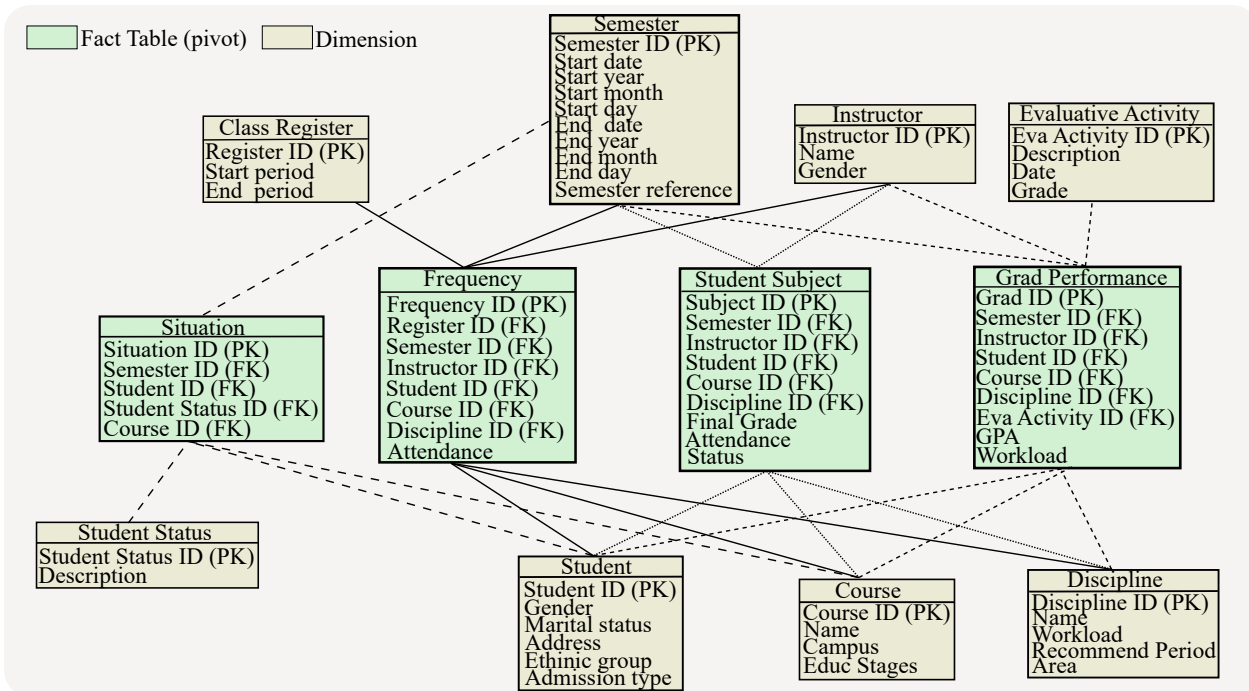 Fact Table (pivot)
Dimension
Semester
Semester ID (PK)
Start date
Start year
Start month
Start day
End  date
End year
End month
End day
Semester reference
Class Register
Register ID (PK)
Start period
End  period
Instructor
Instructor ID (PK)
Name
Gender
Evaluative Activity
Eva Activity ID (PK)
Description
Date
Grade
Situation
Situation ID (PK)
Semester ID (FK)
Student ID (FK)
Student Status ID (FK)
Course ID (FK)
Frequency
Frequency ID (PK)
Register ID (FK)
Semester ID (FK)
Instructor ID (FK)
Student ID (FK)
Course ID (FK)
Discipline ID (FK)
Attendance
Student Subject
Subject ID (PK)
Semester ID (FK)
Instructor ID (FK)
Student ID (FK)
Course ID (FK)
Discipline ID (FK)
Final Grade
Attendance
Status
Grad Performance
Grad ID (PK)
Semester ID (FK)
Instructor ID (FK)
Student ID (FK)
Course ID (FK)
Discipline ID (FK)
Eva Activity ID (FK)
GPA
Workload
Student Status
Student Status ID (PK)
Description
Student
Student ID (PK)
Gender
Marital status
Address
Ethinic group
Admission type
Course
Course ID (PK)
Name
Campus
Educ Stages
Discipline
Discipline ID (PK)
Name
Workload
Recommend Period
Area